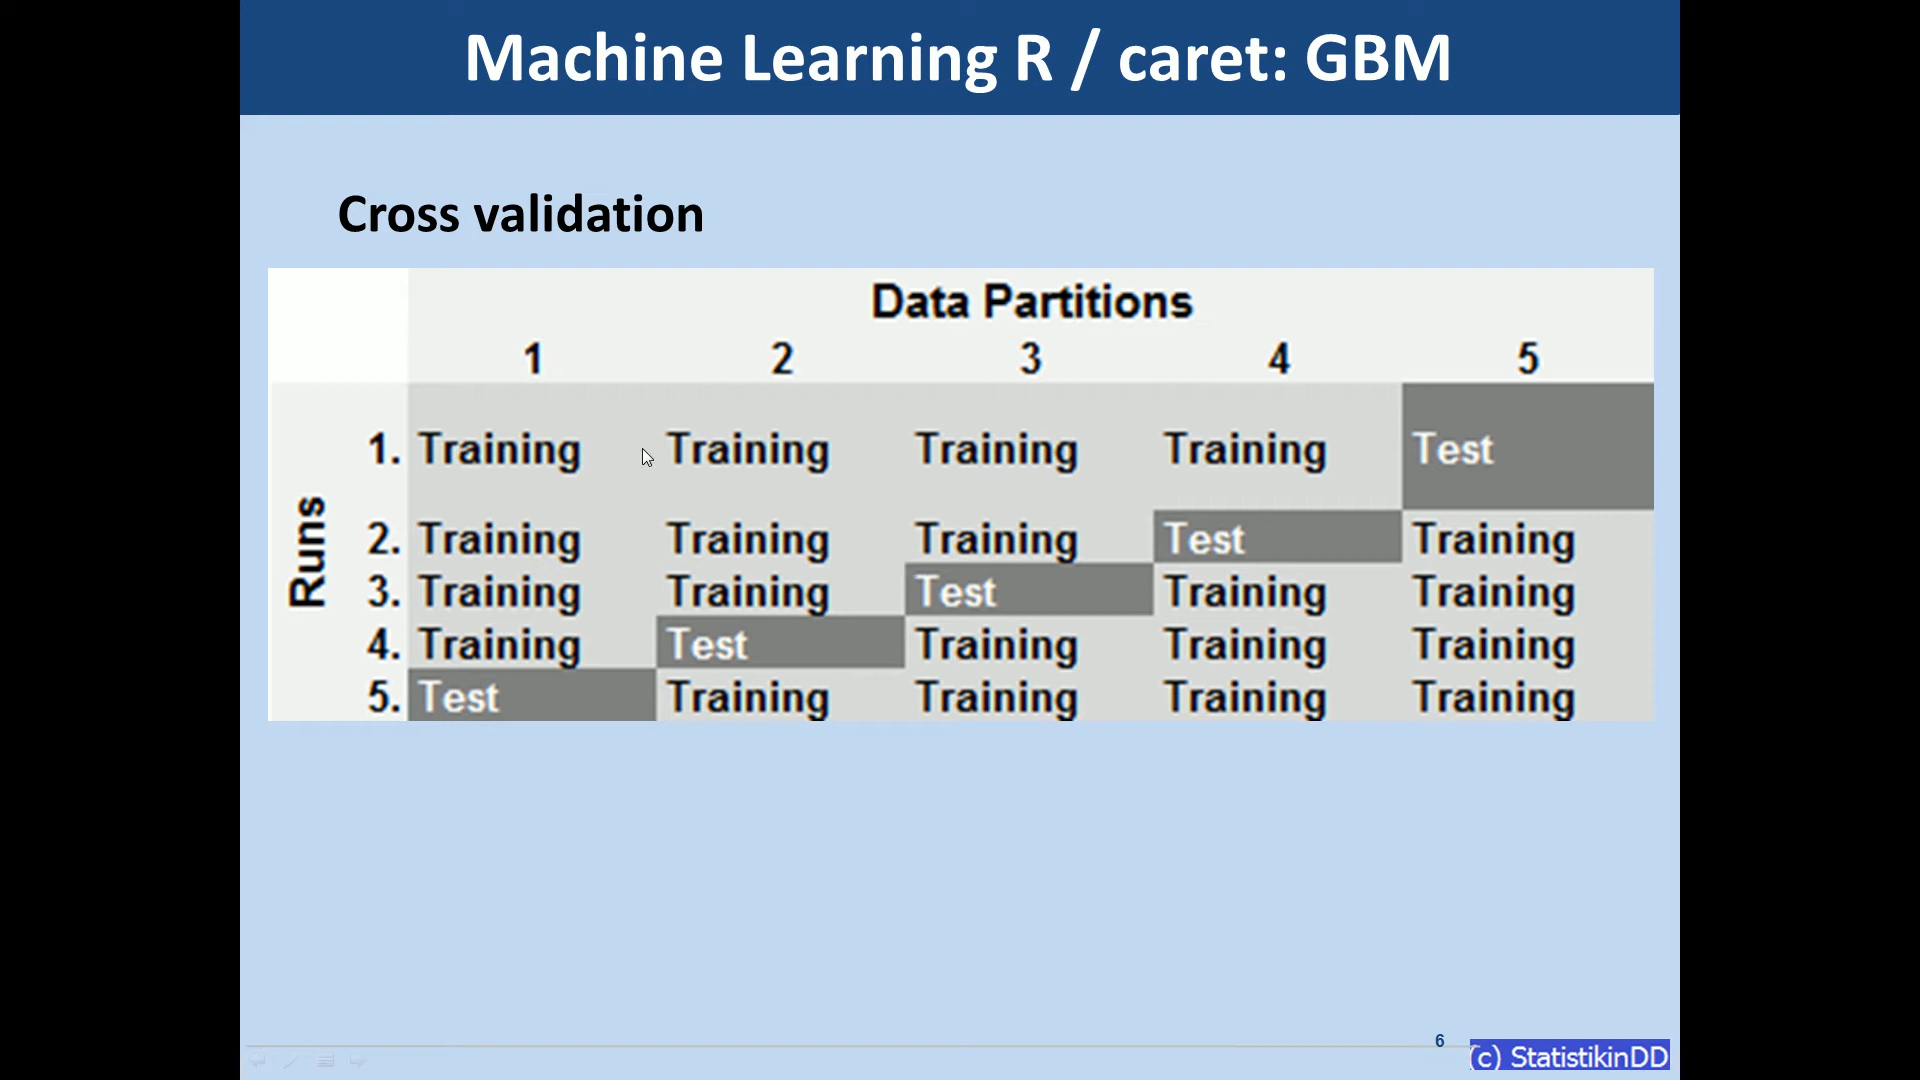 Machine Learning R / caret: GBM
Cross validation
Data Partitions
1 2 3 4 5
Runs
1. Training Training Training Training Test
2. Training Training Training Test Training
3. Training Training Test Training Training
4. Training Test Training Training Training
5. Test Training Training Training Training
6
(c) StatistikinDD